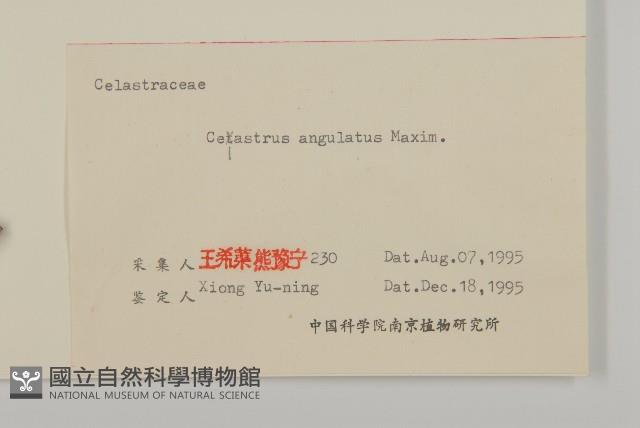 Celastraceae
Celastrus angulatus Maxim.
采集人 王希蕖熊豫宁 230 Dat.Aug.07,1995
鉴定人 Xiong Yu-ning Dat.Dec.18,1995
中国科学院南京植物研究所
國立自然科學博物館
NATIONAL MUSEUM OF NATURAL SCIENCE